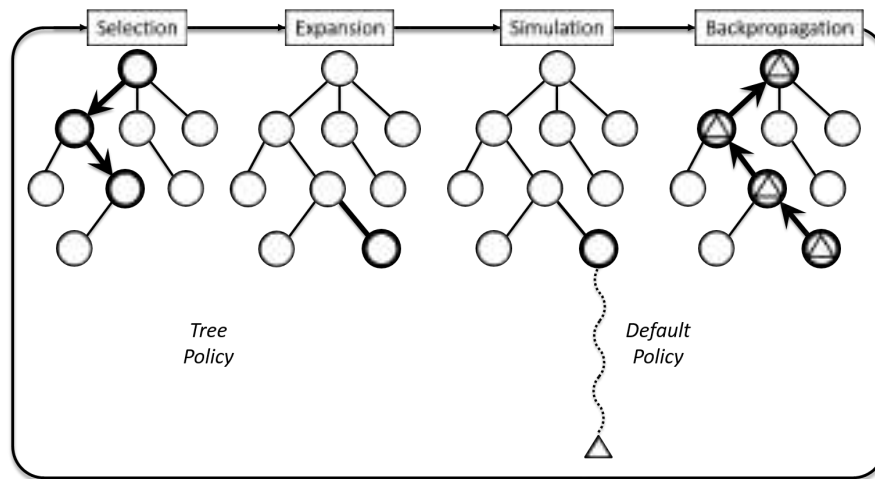 Selection
Expansion
Simulation
Backpropagation
Tree
Policy
Default
Policy